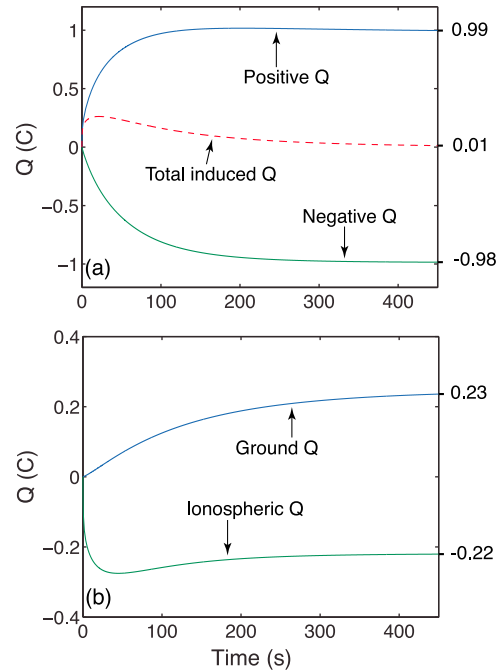 Q (C)
1
0.5
0
−0.5
−1
0.99
0.01
-0.98
Positive Q
Total induced Q
Negative Q
(a)
0 100 200 300 400
Q (C)
0.4
0.2
0
−0.2
−0.4
0.23
-0.22
Ground Q
Ionospheric Q
(b)
0 100 200 300 400
Time (s)